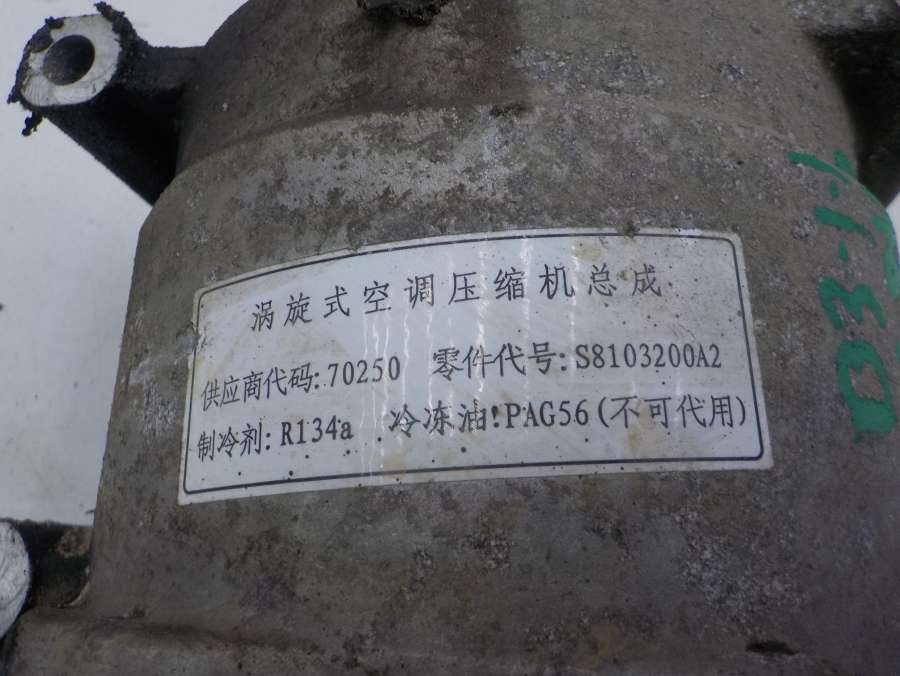 涡旋式空调压缩机总成
供应商代码:70250 零件代号:S8103200A2
制冷剂:R134a 冷冻油!PAG56(不可代用)